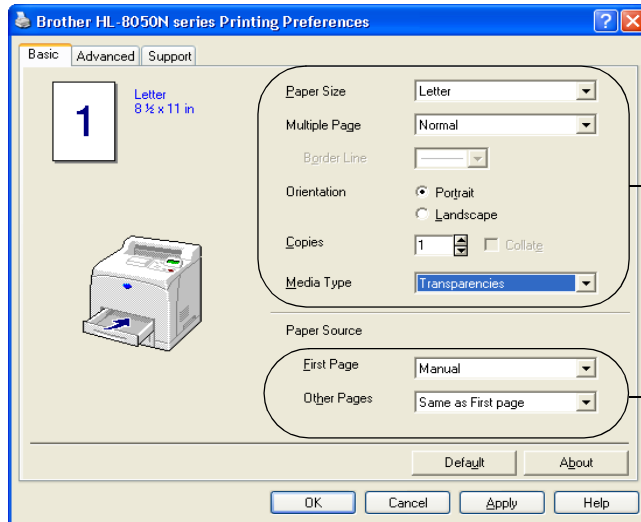 Brother HL-8050N series Printing Preferences
Basic Advanced Support
1
Letter
8 ½ x 11 in
Paper Size Letter
Multiple Page Normal
Border Line
Orientation Portrait
Landscape
Copies 1 Collate
Media Type Transparencies
Paper Source
First Page Manual
Other Pages Same as First page
Default About
OK Cancel Apply Help